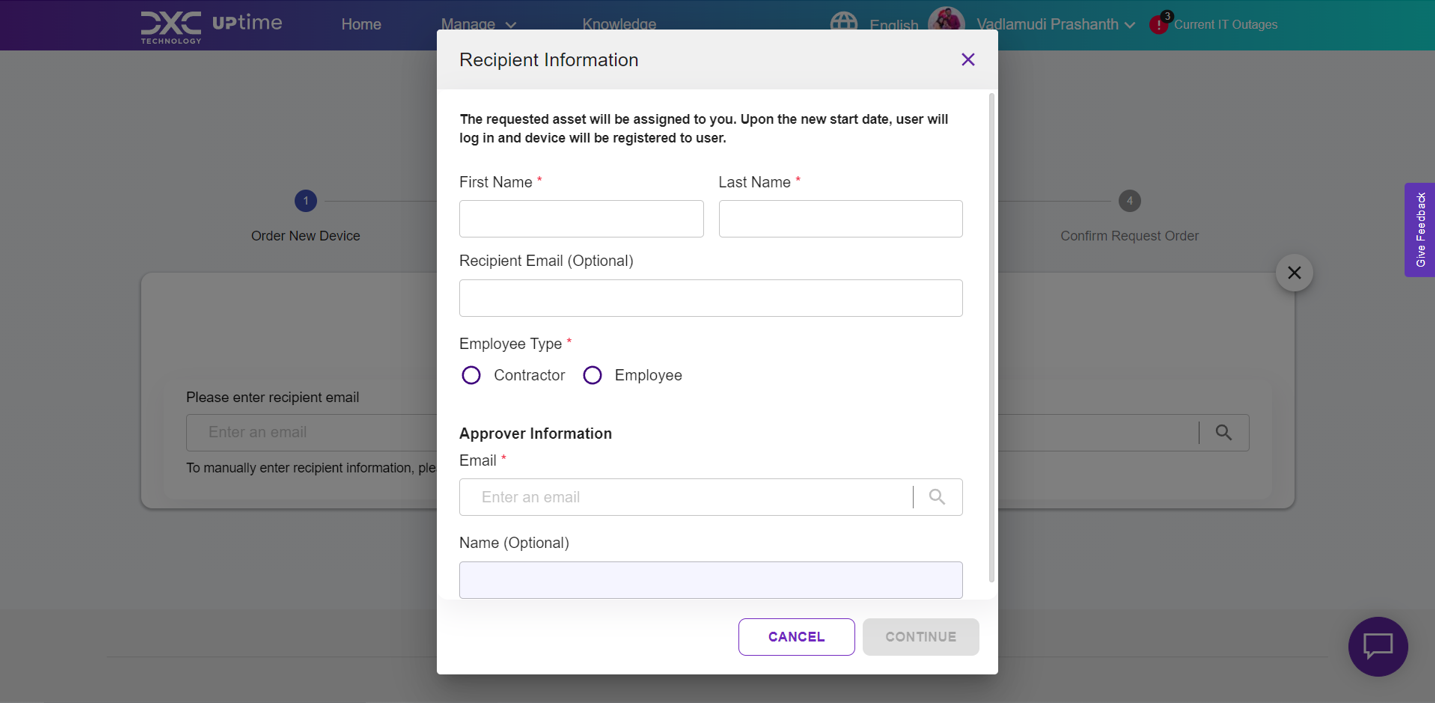 DXC
TECHNOLOGY
UPtime
Home
Manage
Knowledge
English
Vadlamudi Prashanth
3
!
Current IT Outages
Recipient Information
The requested asset will be assigned to you. Upon the new start date, user will
log in and device will be registered to user.
First Name *
Last Name *
Recipient Email (Optional)
Employee Type *
Contractor
Employee
Approver Information
Email *
Enter an email
Name (Optional)
CANCEL
CONTINUE
1
Order New Device
4
Confirm Request Order
Please enter recipient email
Enter an email
To manually enter recipient information, ple
Give Feedback